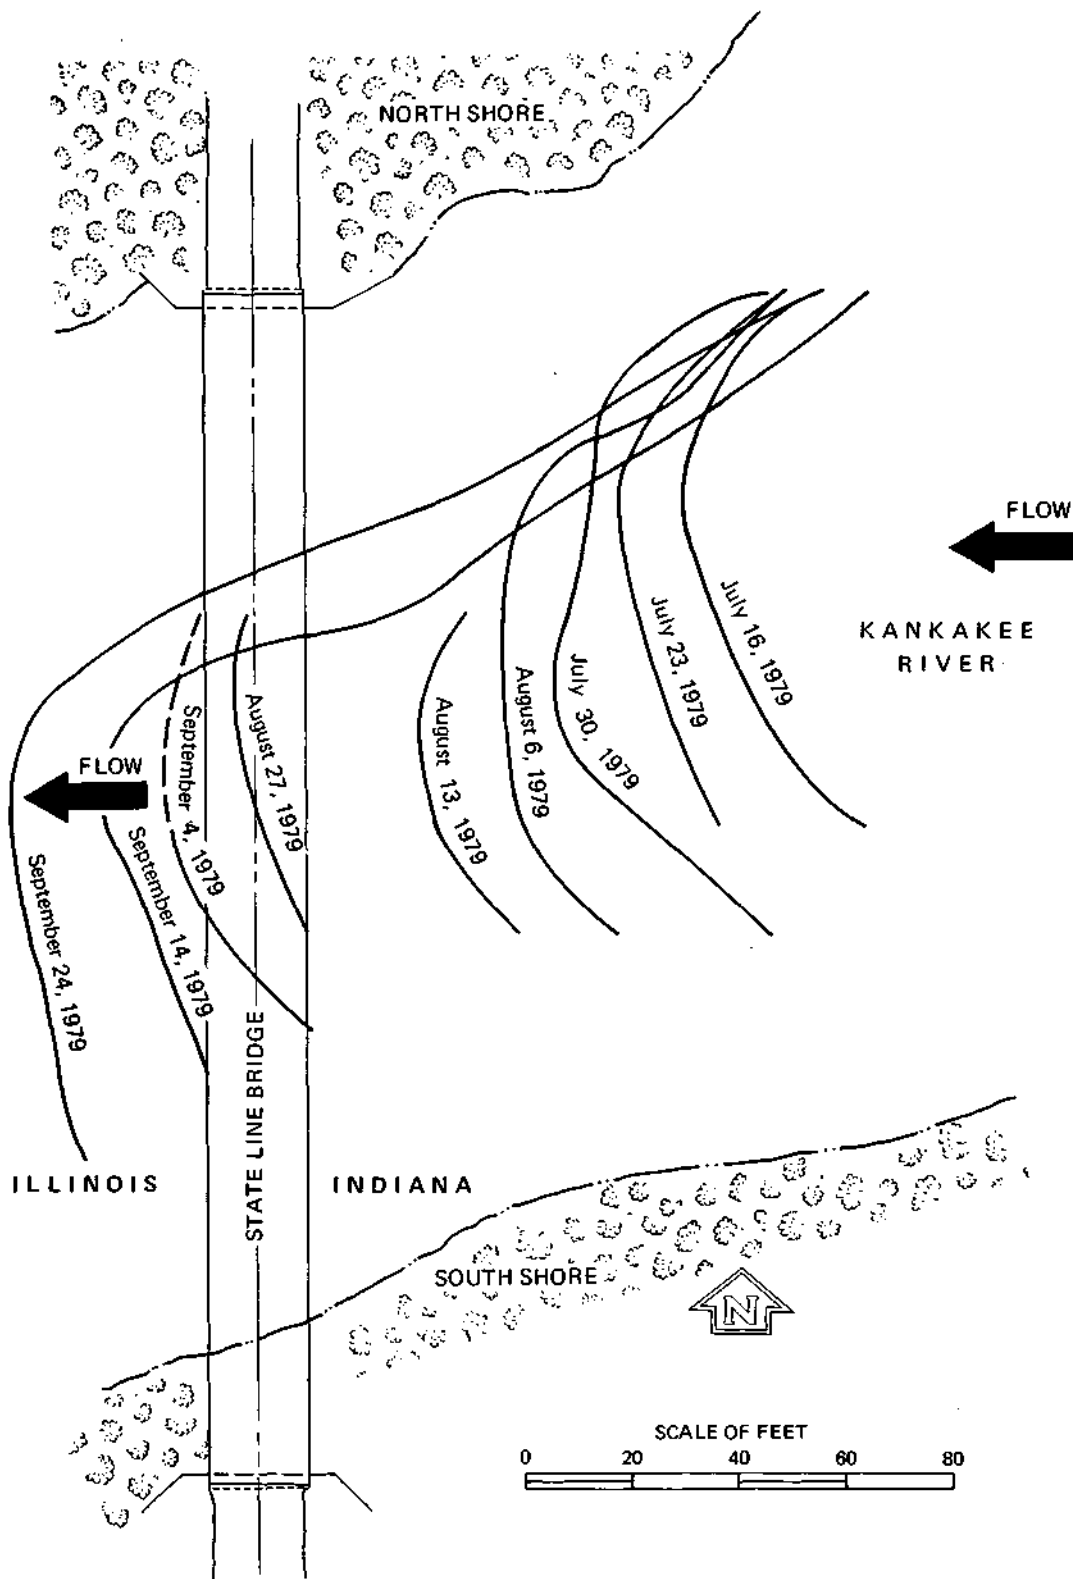 NORTH SHORE
FLOW
KANKAKEE
RIVER
July 16, 1979
July 23, 1979
July 30, 1979
August 6, 1979
August 13, 1979
August 27, 1979
September 4, 1979
September 14, 1979
September 24, 1979
FLOW
STATE LINE BRIDGE
ILLINOIS
INDIANA
SOUTH SHORE
N
SCALE OF FEET
0 20 40 60 80